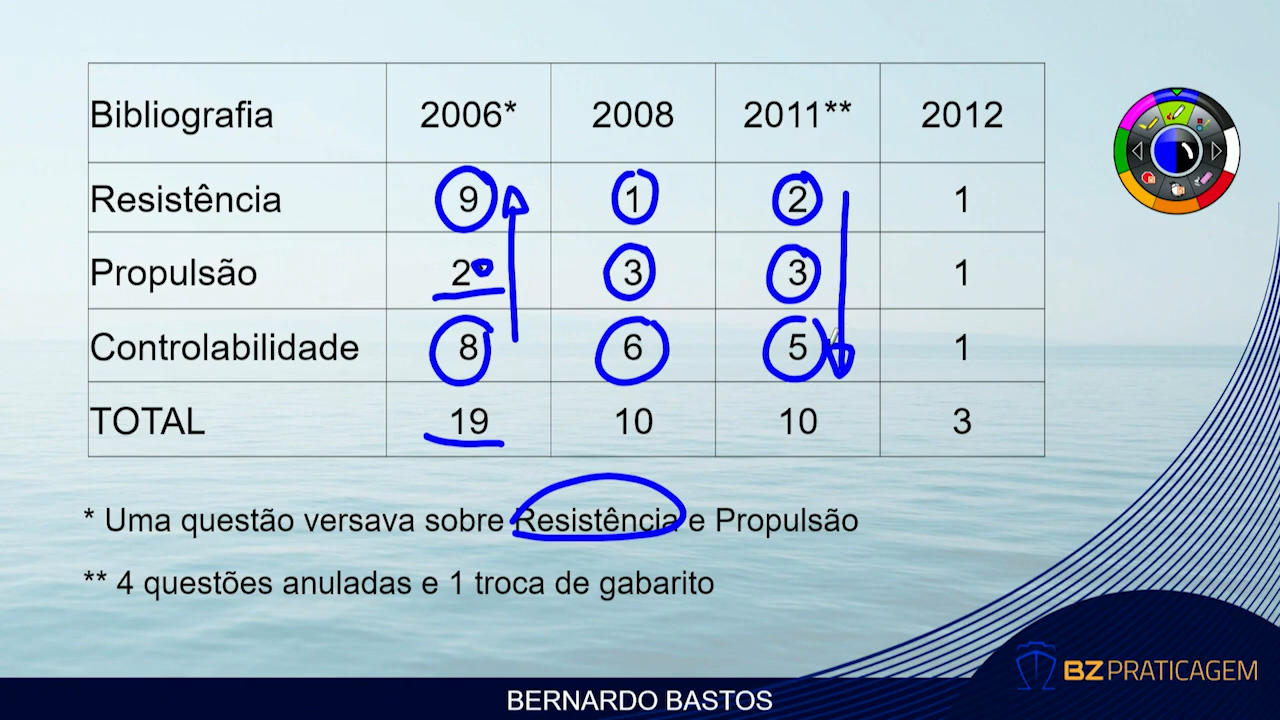 Bibliografia 2006* 2008 2011** 2012
Resistência 9 1 2 1
Propulsão 2 3 3 1
Controlabilidade 8 6 5 1
TOTAL 19 10 10 3
* Uma questão versava sobre Resistência e Propulsão
** 4 questões anuladas e 1 troca de gabarito
BZPRATICAGEM
BERNARDO BASTOS